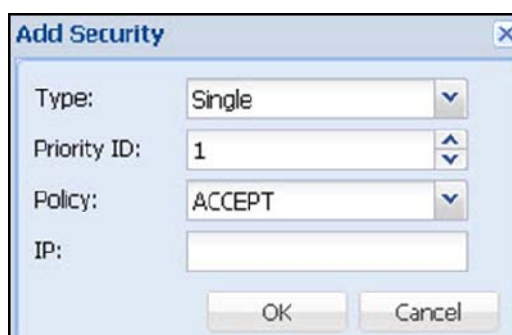 Add Security
Type: Single
Priority ID: 1
Policy: ACCEPT
IP:
OK Cancel